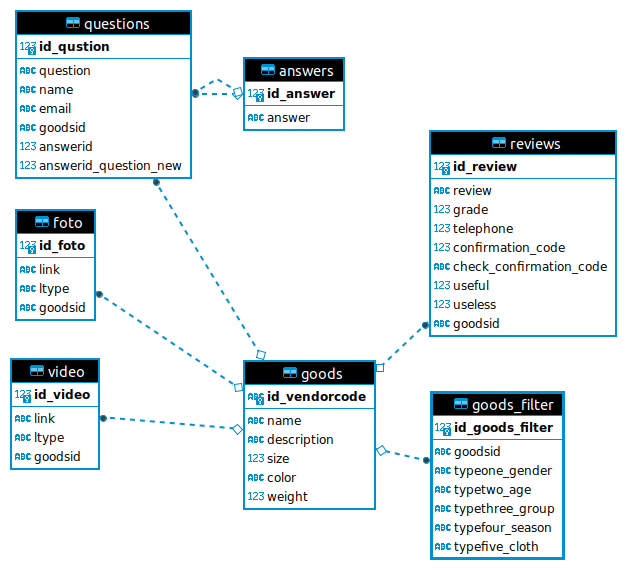 questions
123 id_qustion
ABC question
ABC name
ABC email
ABC goodsid
123 answerid
123 answerid_question_new
answers
123 id_answer
ABC answer
reviews
123 id_review
ABC review
123 grade
123 telephone
123 confirmation_code
ABC check_confirmation_code
123 useful
123 useless
ABC goodsid
foto
123 id_foto
ABC link
ABC ltype
ABC goodsid
video
123 id_video
ABC link
ABC ltype
ABC goodsid
goods
ABC id_vendorcode
ABC name
ABC description
123 size
ABC color
123 weight
goods_filter
123 id_goods_filter
ABC goodsid
ABC typeone_gender
ABC typetwo_age
ABC typethree_group
ABC typefour_season
ABC typefive_cloth